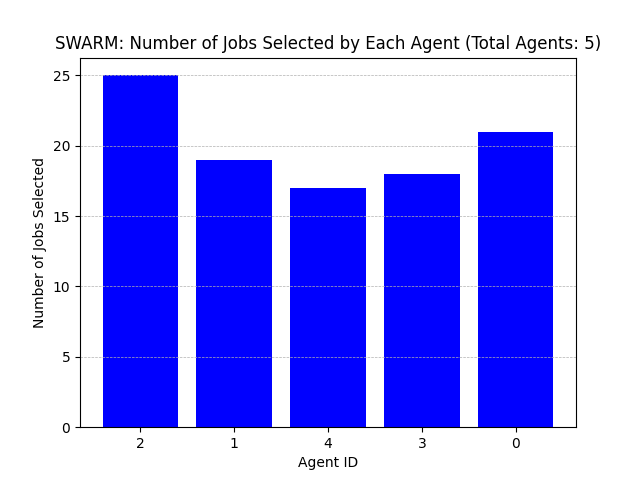 SWARM: Number of Jobs Selected by Each Agent (Total Agents: 5)
25
20
15
10
5
0
Number of Jobs Selected
2 1 4 3 0
Agent ID